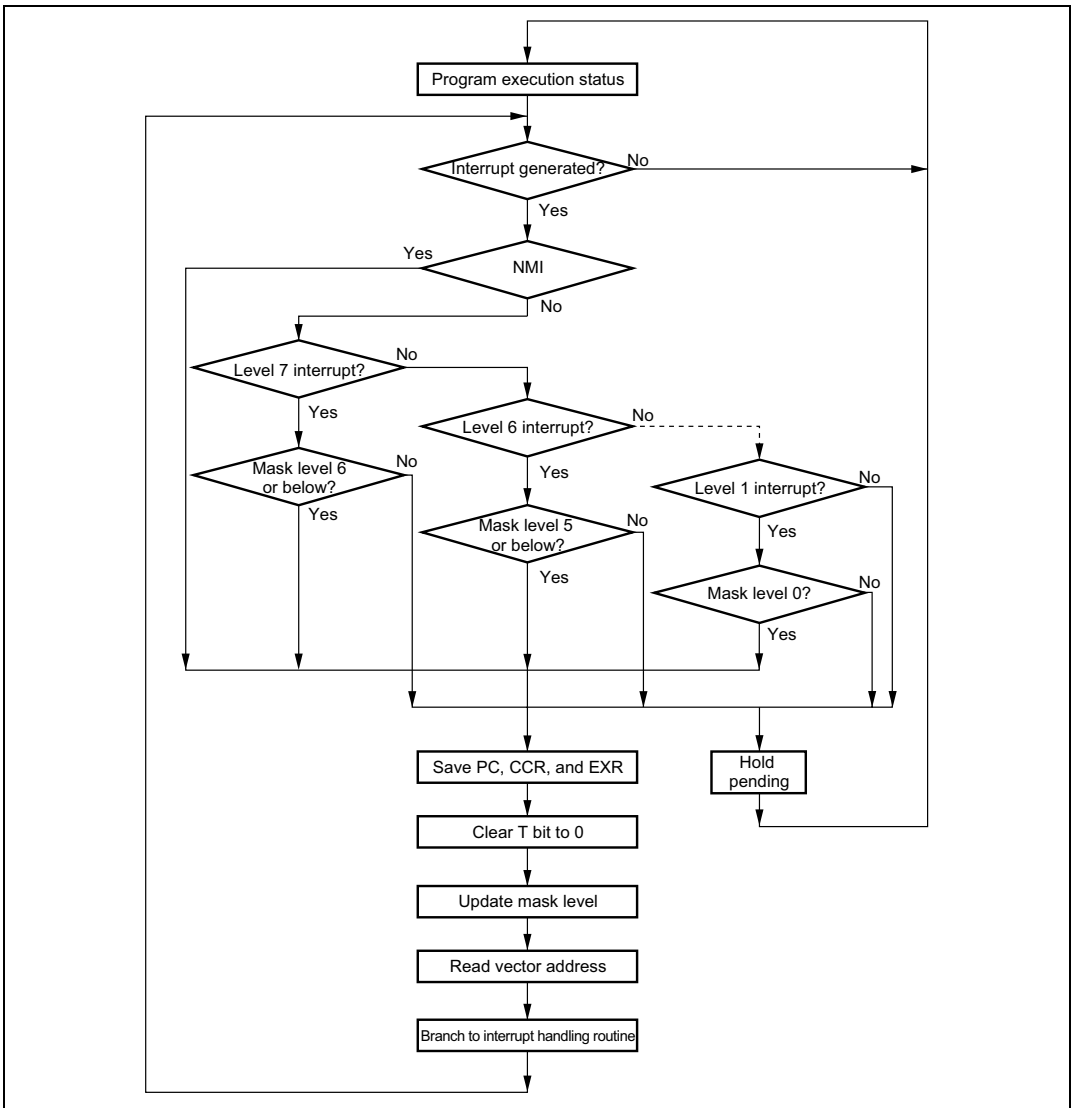 Program execution status
Interrupt generated?
No
Yes
Yes
NMI
No
Level 7 interrupt?
No
Yes
Level 6 interrupt?
No
Yes
Mask level 6
or below?
No
Yes
Level 1 interrupt?
No
Yes
Mask level 5
or below?
No
Yes
Mask level 0?
No
Yes
Save PC, CCR, and EXR
Hold
pending
Clear T bit to 0
Update mask level
Read vector address
Branch to interrupt handling routine